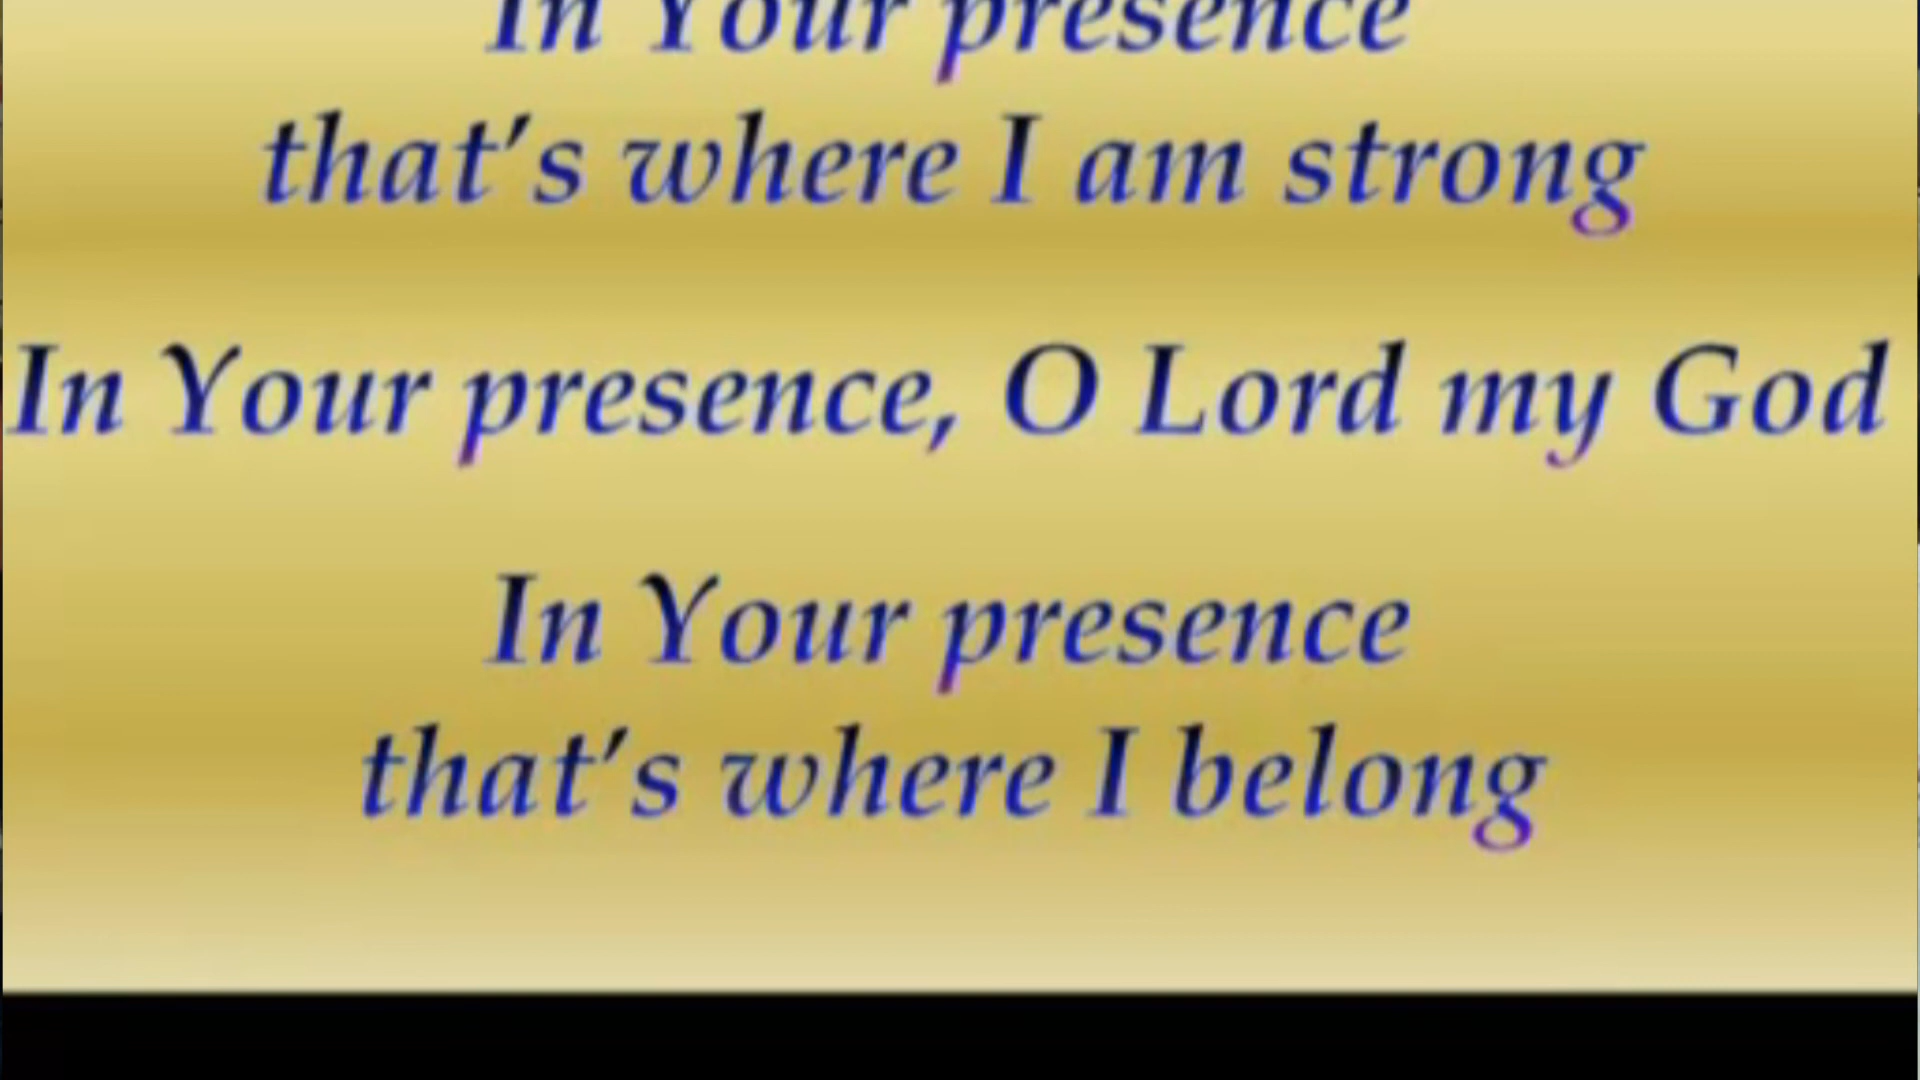 In Your presence
that's where I am strong
In Your presence, O Lord my God
In Your presence
that's where I belong